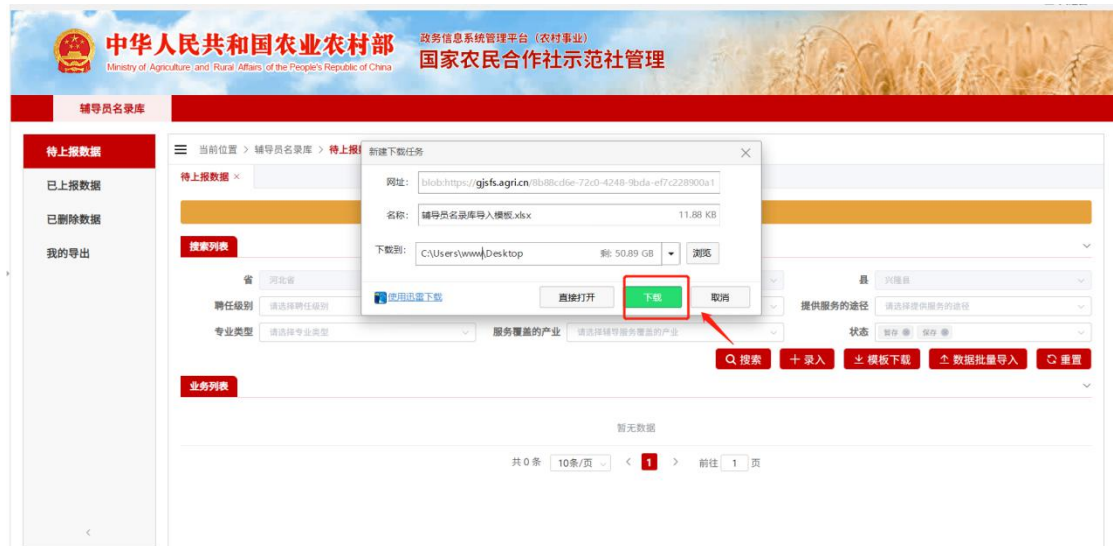 中华人民共和国农业农村部
Ministry of Agriculture and Rural Affairs of the People's Republic of China
政务信息系统管理平台（农村事业）
国家农民合作社示范社管理
辅导员名录库
待上报数据
已上报数据
已删除数据
我的导出
当前位置 > 辅导员名录库 > 待上报
待上报数据 ×
新建下载任务
网址： blob:https://gjsfs.agri.cn/8b88cd6e-72c0-4248-9bda-ef7c228900a1
名称： 辅导员名录库导入模板.xlsx 11.88 KB
下载到： C:\Users\www\Desktop 剩: 50.89 GB 浏览
使用迅雷下载 直接打开 下载 取消
搜索列表
省 河北省 县 兴隆县
聘任级别 请选择聘任级别 提供服务的途径 请选择提供服务的途径
专业类型 请选择专业类型 服务覆盖的产业 请选择辅导服务覆盖的产业 状态 暂存 保存
搜索 录入 模板下载 数据批量导入 重置
业务列表
暂无数据
共 0 条 10条/页 < 1 > 前往 1 页